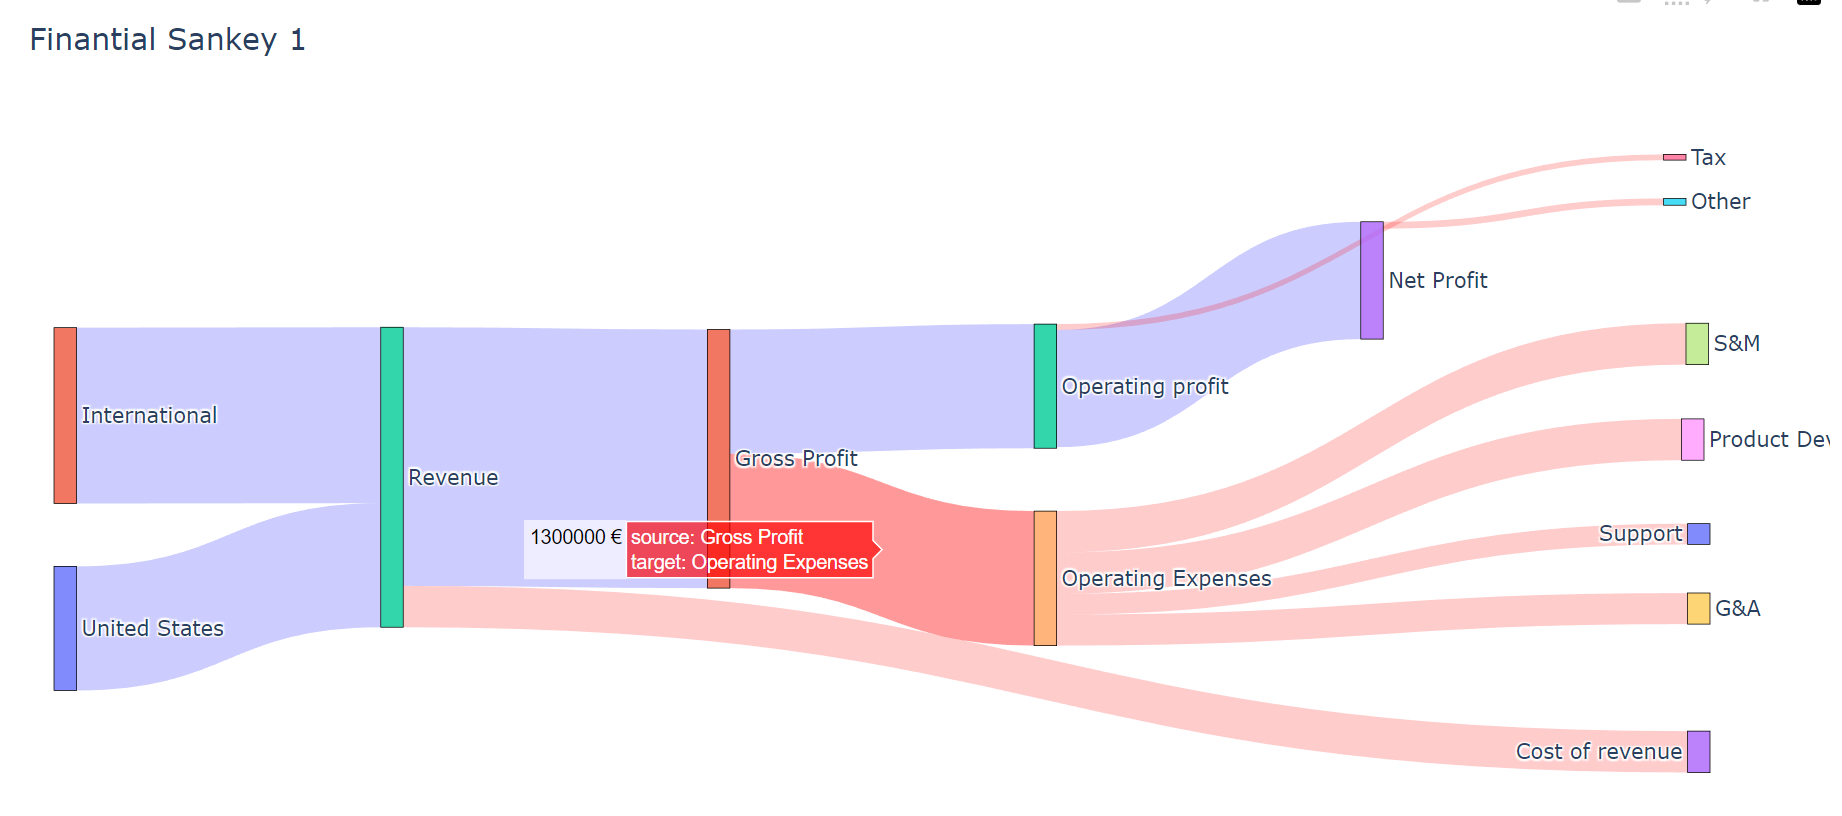 Finantial Sankey 1
Tax
Other
Net Profit
S&M
Operating profit
International
Product Dev
Gross Profit
Revenue
Support
1300000 € source: Gross Profit
target: Operating Expenses
Operating Expenses
G&A
United States
Cost of revenue